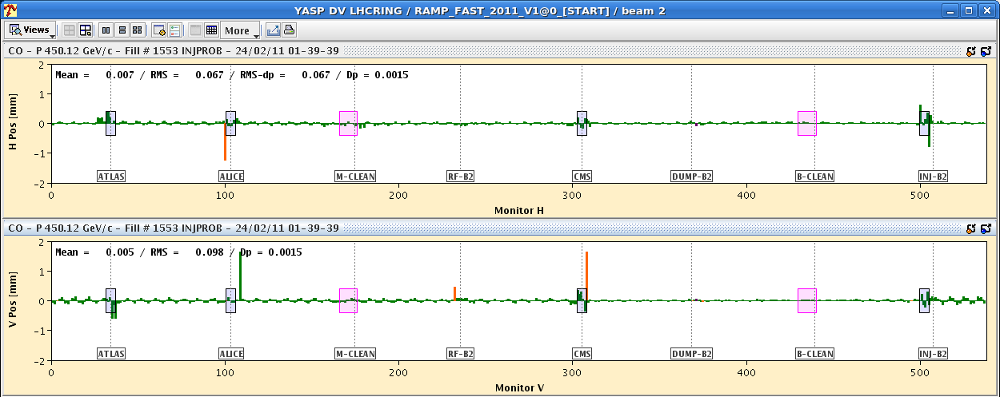 YASP DV LHCRING / RAMP_FAST_2011_V1@0_[START] / beam 2
Views More
CO - P 450.12 GeV/c - Fill # 1553 INJPROB - 24/02/11 01-39-39
Mean = 0.007 / RMS = 0.067 / RMS-dp = 0.067 / Dp = 0.0015
H Pos [mm]
2
1
0
-1
-2
ATLAS ALICE M-CLEAN RF-B2 CMS DUMP-B2 B-CLEAN INJ-B2
0 100 200 300 400 500
Monitor H
CO - P 450.12 GeV/c - Fill # 1553 INJPROB - 24/02/11 01-39-39
Mean = 0.005 / RMS = 0.098 / Dp = 0.0015
V Pos [mm]
2
1
0
-1
-2
ATLAS ALICE M-CLEAN RF-B2 CMS DUMP-B2 B-CLEAN INJ-B2
0 100 200 300 400 500
Monitor V